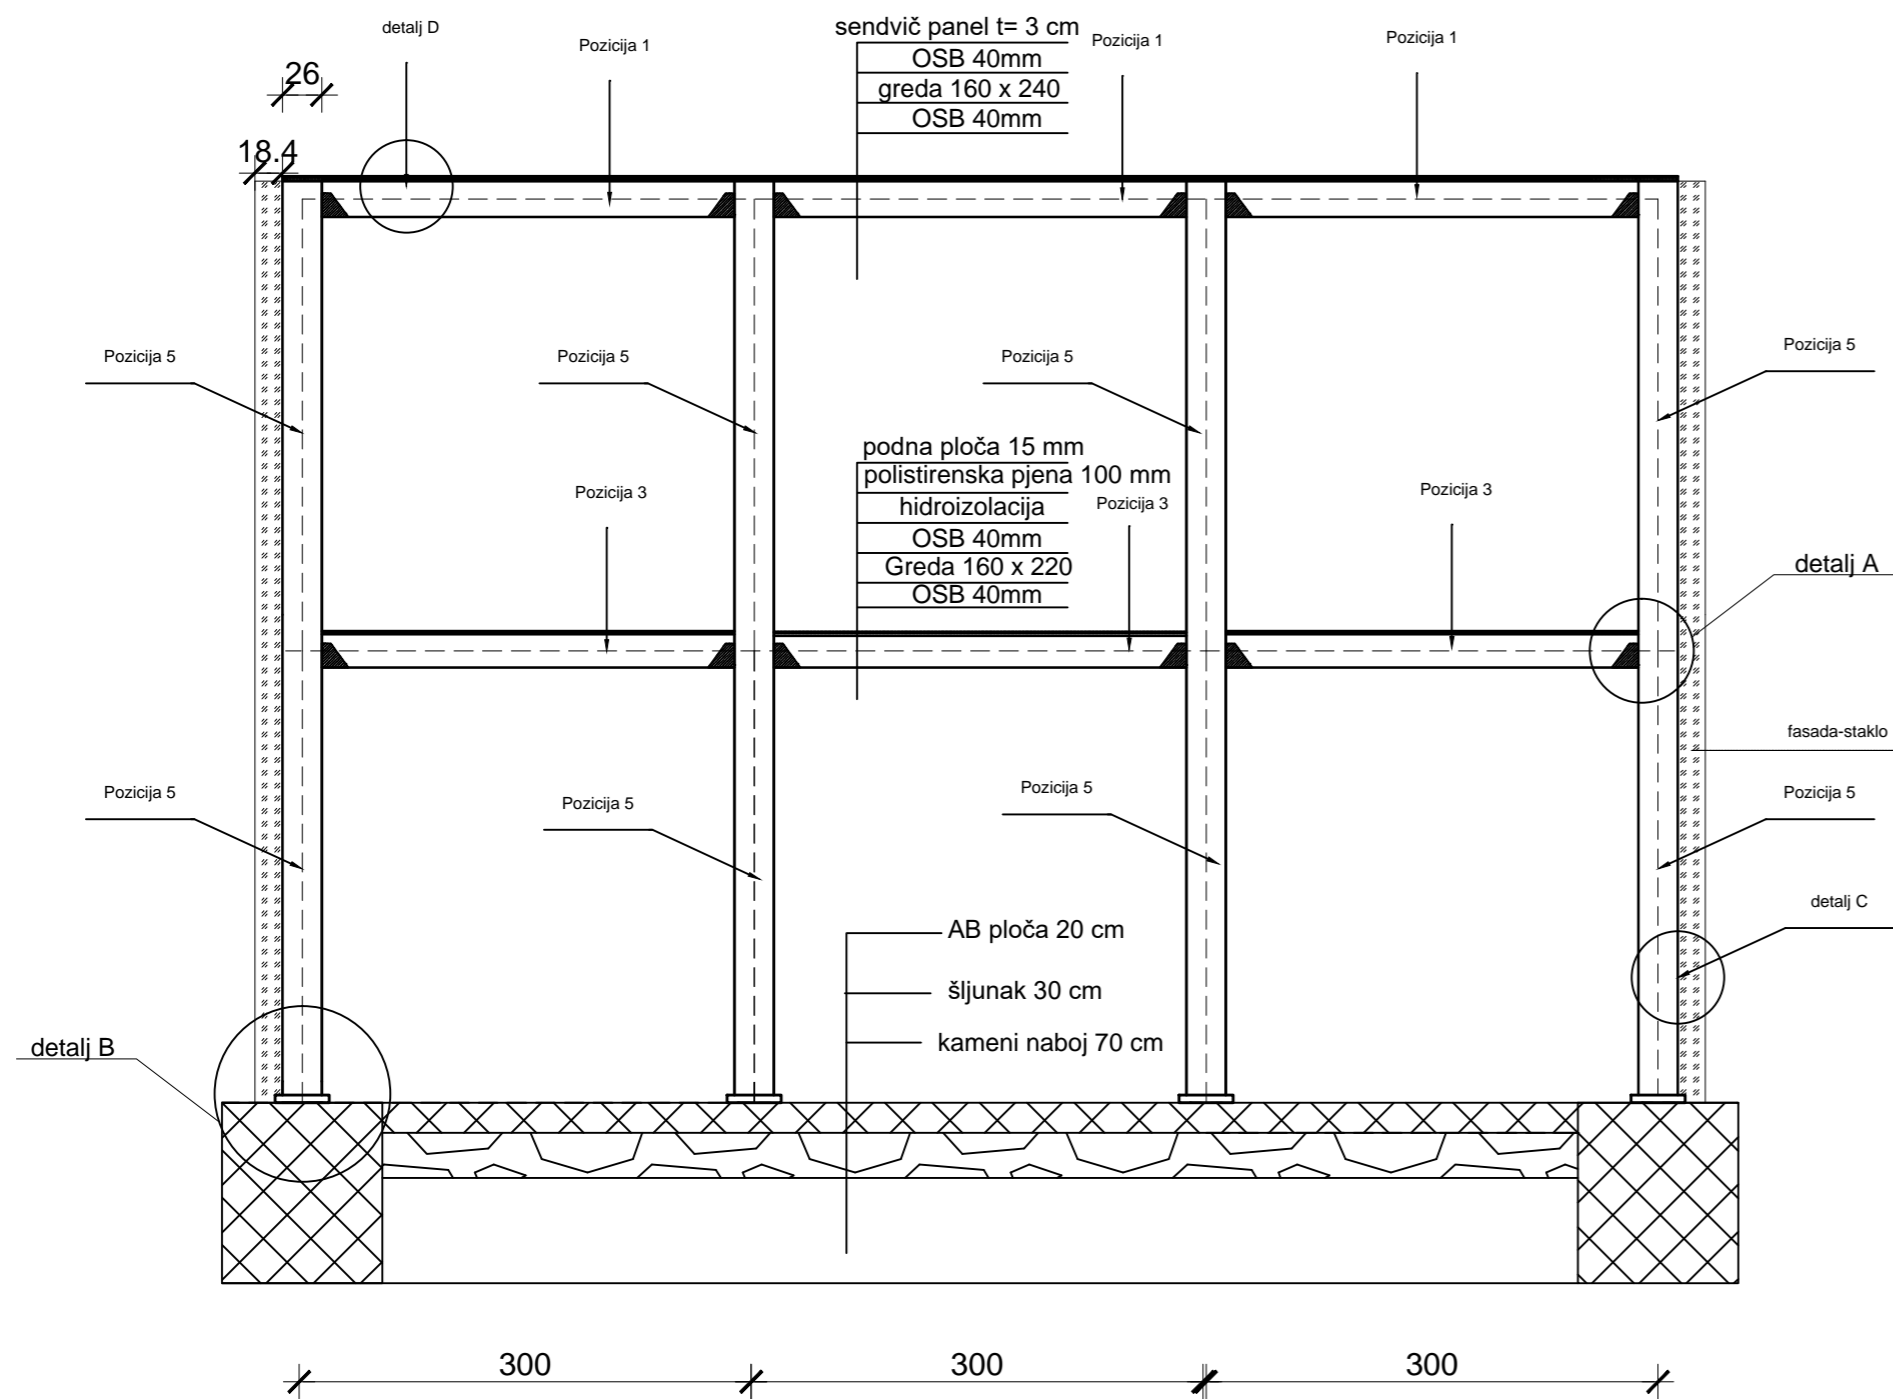 detalj D
Pozicija 1
sendvič panel t= 3 cm
Pozicija 1
Pozicija 1
OSB 40mm
greda 160 x 240
OSB 40mm
26
18.4
Pozicija 5
Pozicija 5
Pozicija 5
Pozicija 5
podna ploča 15 mm
polistirenska pjena 100 mm
hidroizolacija
OSB 40mm
Greda 160 x 220
OSB 40mm
Pozicija 3
Pozicija 3
Pozicija 3
detalj A
fasada-staklo
Pozicija 5
Pozicija 5
Pozicija 5
Pozicija 5
detalj C
AB ploča 20 cm
šljunak 30 cm
kameni naboj 70 cm
detalj B
300
300
300